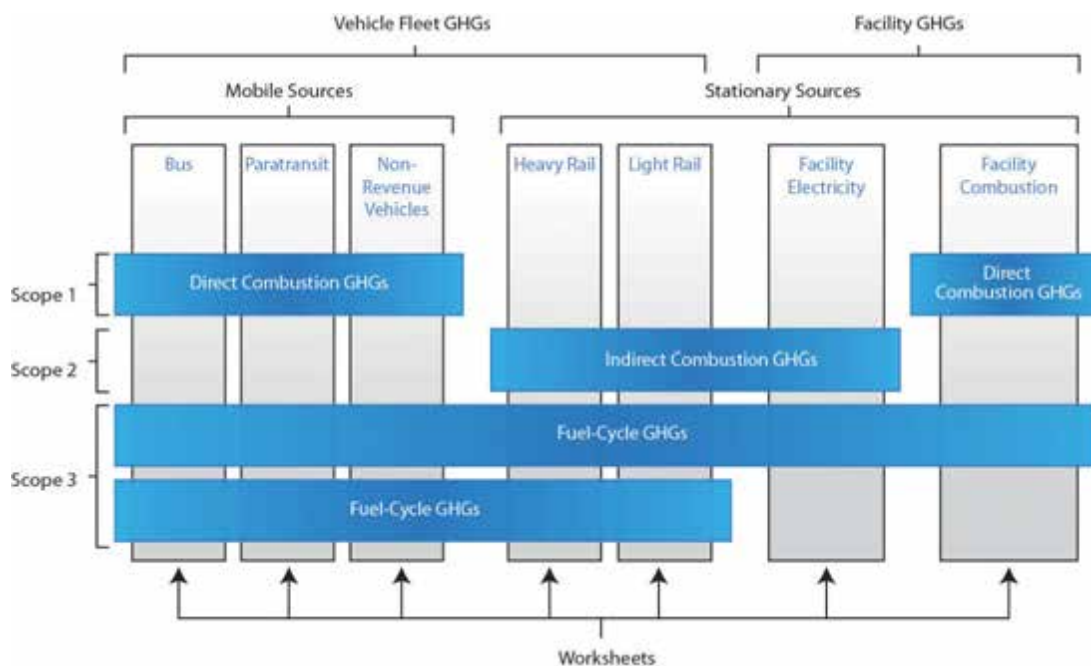 Vehicle Fleet GHGs
Facility GHGs
Mobile Sources
Stationary Sources
Bus
Paratransit
Non-
Revenue
Vehicles
Heavy Rail
Light Rail
Facility
Electricity
Facility
Combustion
Scope 1
Direct Combustion GHGs
Direct
Combustion GHGs
Scope 2
Indirect Combustion GHGs
Scope 3
Fuel-Cycle GHGs
Fuel-Cycle GHGs
Worksheets